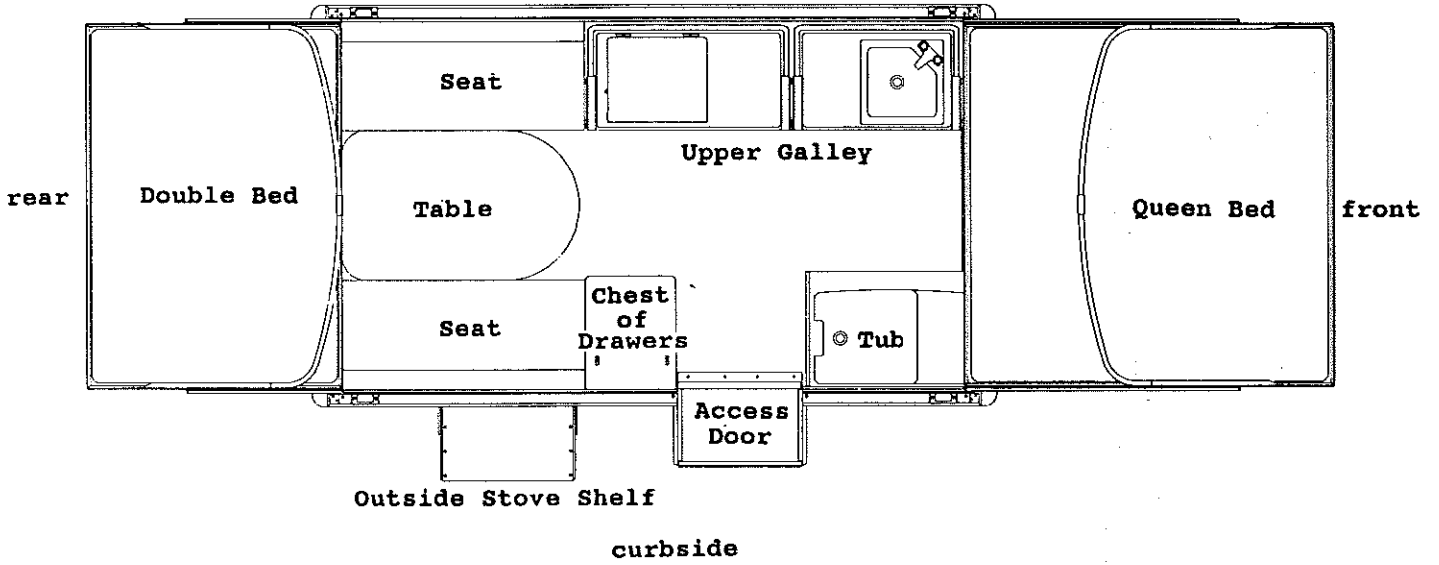 Seat
Upper Galley
rear
Double Bed
Table
Queen Bed
front
Chest
of
Drawers
Seat
Tub
Access
Door
Outside Stove Shelf
curbside